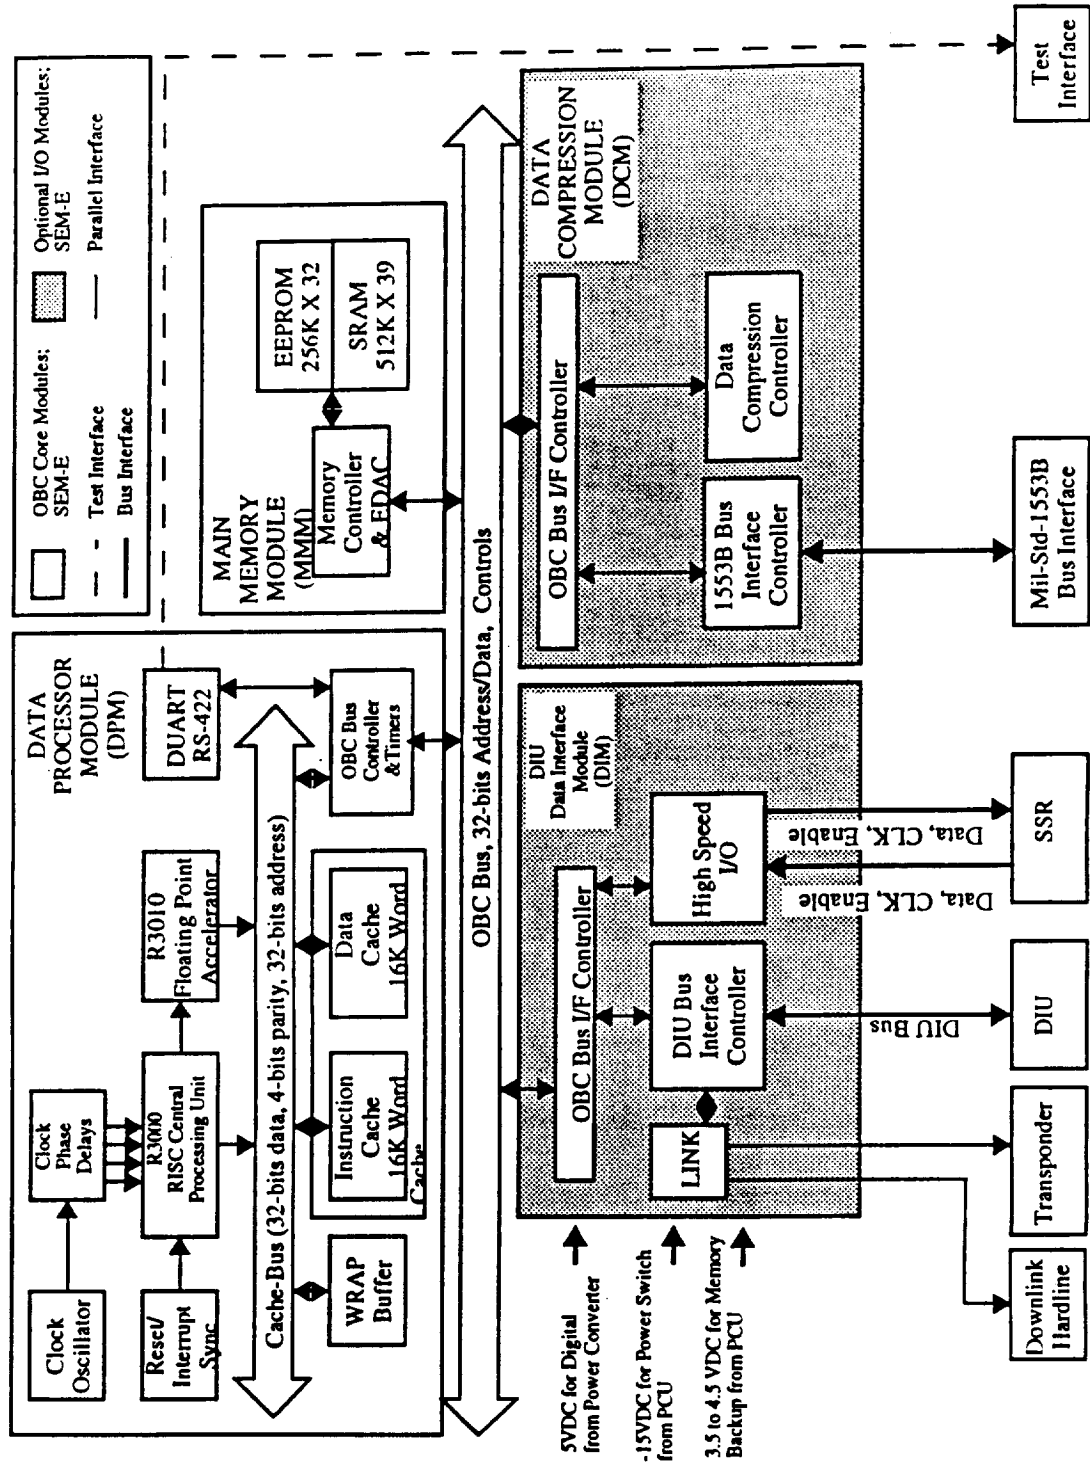 DATA
PROCESSOR
MODULE
(DPM)
Clock
Oscillator
Clock
Phase
Delays
Reset/
Interrupt
Sync
R3000
RISC Central
Processing Unit
R3010
Floating Point
Accelerator
DUART
RS-422
Cache-Bus (32-bits data, 4-bits parity, 32-bits address)
WRAP
Buffer
Instruction
Cache
16K Word
Cache
Data
Cache
16K Word
OBC Bus
Controller
&Timers
OBC Core Modules;
SEM-E
Optional I/O Modules;
SEM-E
Test Interface
Parallel Interface
Bus Interface
MAIN
MEMORY
MODULE
(MMM)
Memory
Controller
& EDAC
EEPROM
256K X 32
SRAM
512K X 39
OBC Bus, 32-bits Address/Data, Controls
5VDC for Digital
from Power Converter
-15VDC for Power Switch
from PCU
3.5 to 4.5 VDC for Memory
Backup from PCU
DIU
Data Interface
Module
(DIM)
OBC Bus I/F Controller
LINK
DIU Bus
Interface
Controller
High Speed
I/O
DATA
COMPRESSION
MODULE
(DCM)
OBC Bus I/F Controller
1553B Bus
Interface
Controller
Data
Compression
Controller
DIU Bus
Data, CLK, Enable
Data, CLK, Enable
Downlink
Hardline
Transponder
DIU
SSR
Mil-Std-1553B
Bus Interface
Test
Interface